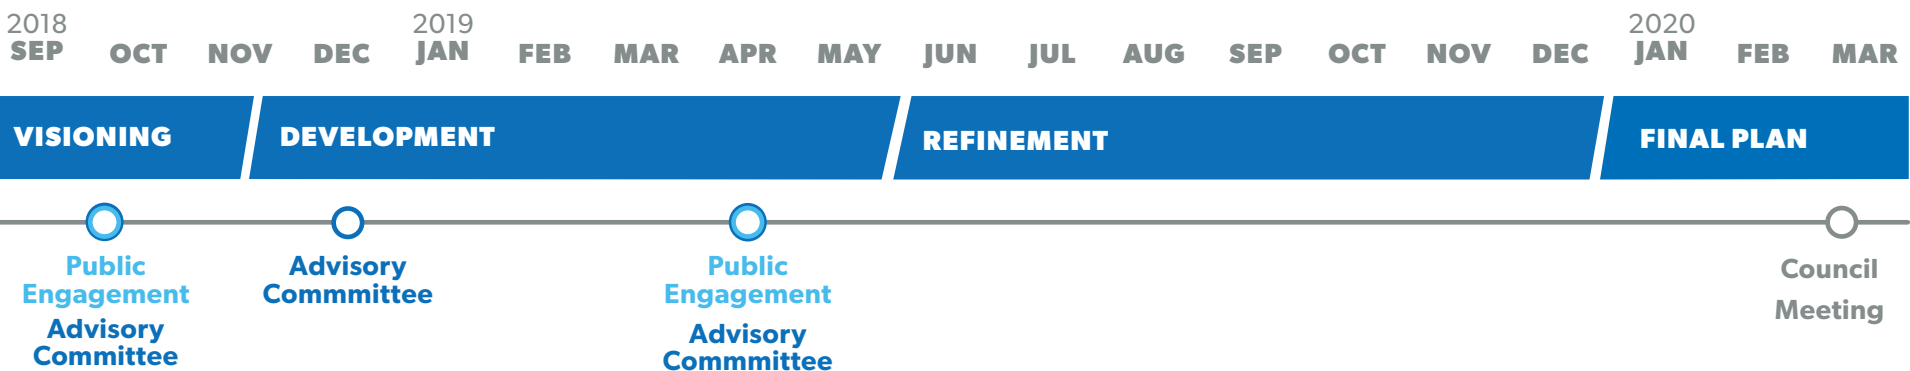 2018 2019 2020
SEP OCT NOV DEC JAN FEB MAR APR MAY JUN JUL AUG SEP OCT NOV DEC JAN FEB MAR
VISIONING DEVELOPMENT REFINEMENT FINAL PLAN
Public
Engagement
Advisory
Committee
Advisory
Commmittee
Public
Engagement
Advisory
Commmittee
Council
Meeting